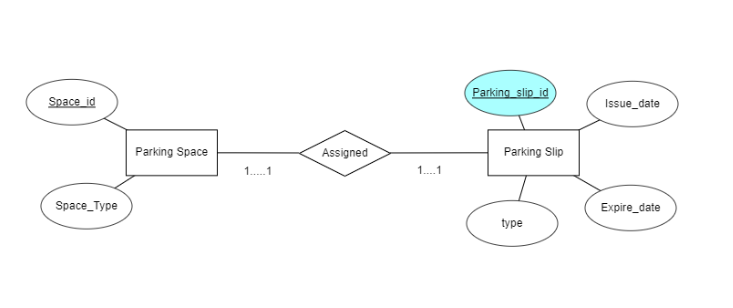 Space_id
Parking_slip_id
Issue_date
Parking Space
Assigned
Parking Slip
1.....1
1....1
Space_Type
type
Expire_date